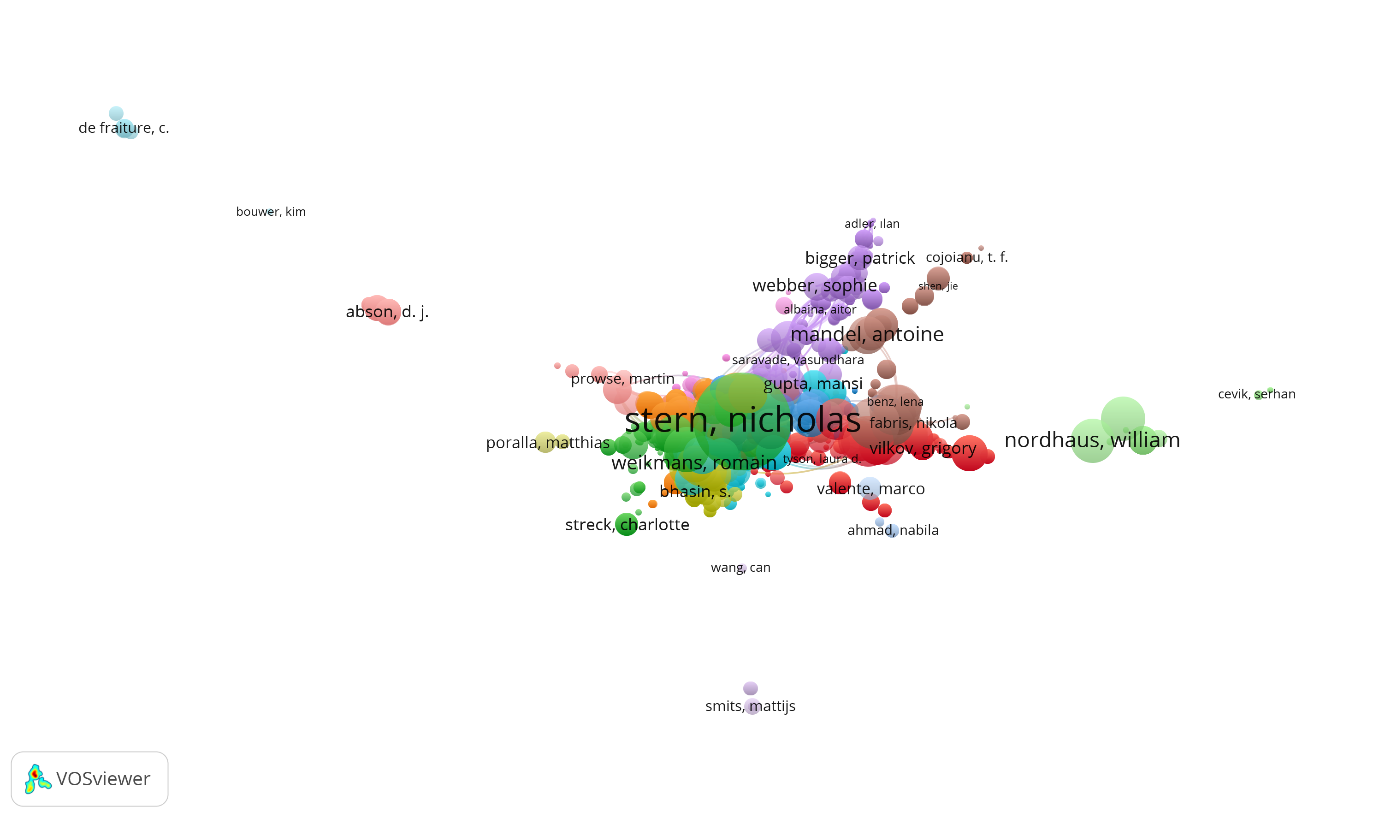 de fraiture, c.
bouwer, kim
adler, ilan
bigger, patrick
cojoianu, t. f.
webber, sophie
shen, jie
abson, d. j.
albaina, aitor
mandel, antoine
saravade, vasundhara
prowse, martin
gupta, mansi
cevik, serhan
benz, lena
stern, nicholas
fabris, nikola
nordhaus, william
poralla, matthias
vilkov, grigory
weikmans, romain
tyson, laura d.
bhasin, s.
valente, marco
streck, charlotte
ahmad, nabila
wang, can
smits, mattijs
VOSviewer